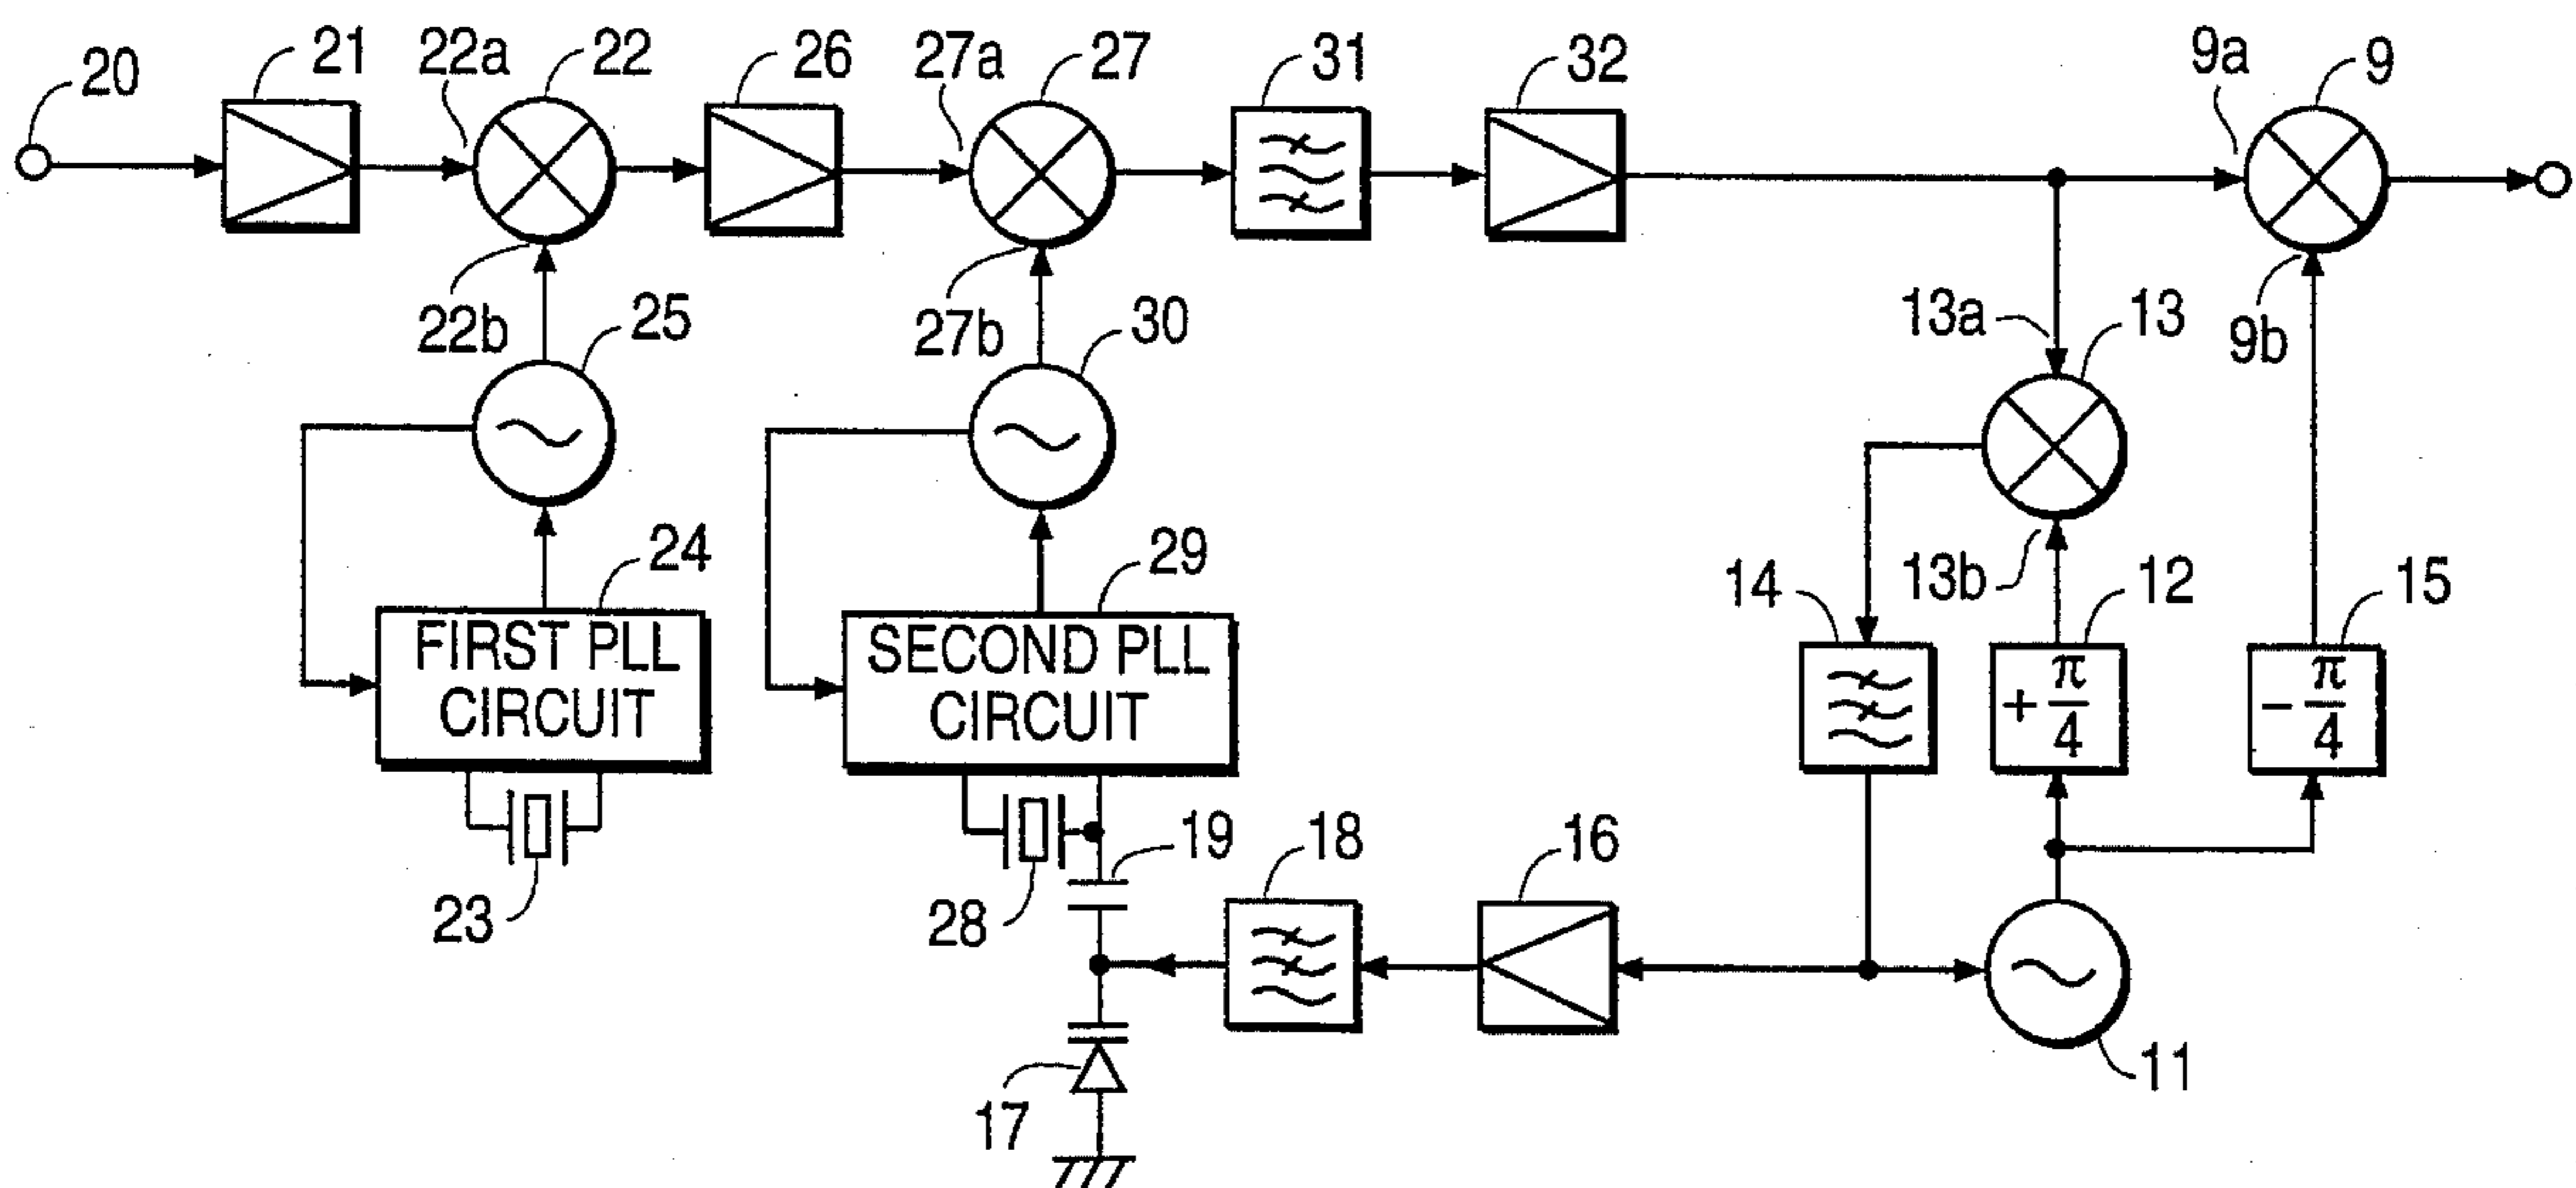 20
21
22a
22
26
27a
27
31
32
9a
9
22b
25
27b
30
13a
13
9b
24
29
14
13b
12
15
FIRST PLL
CIRCUIT
SECOND PLL
CIRCUIT
+ π/4
− π/4
23
28
19
18
16
17
11